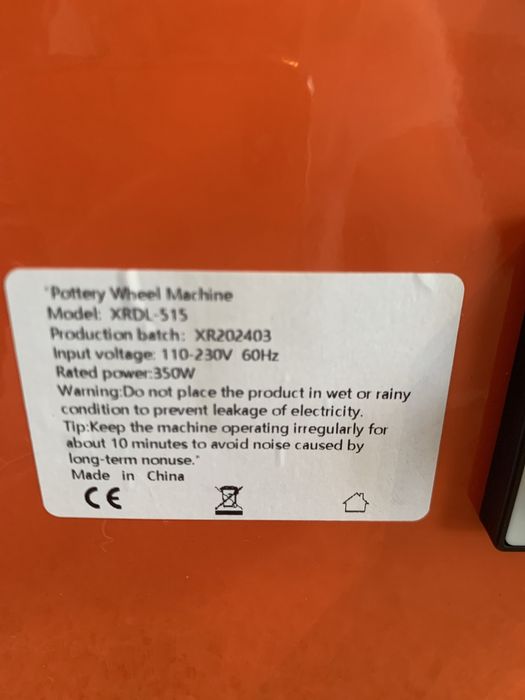 "Pottery Wheel Machine
Model: XRDL-515
Production batch: XR202403
Input voltage: 110-230V 60Hz
Rated power:350W
Warning:Do not place the product in wet or rainy
condition to prevent leakage of electricity.
Tip:Keep the machine operating irregularly for
about 10 minutes to avoid noise caused by
long-term nonuse."
Made in China
CE